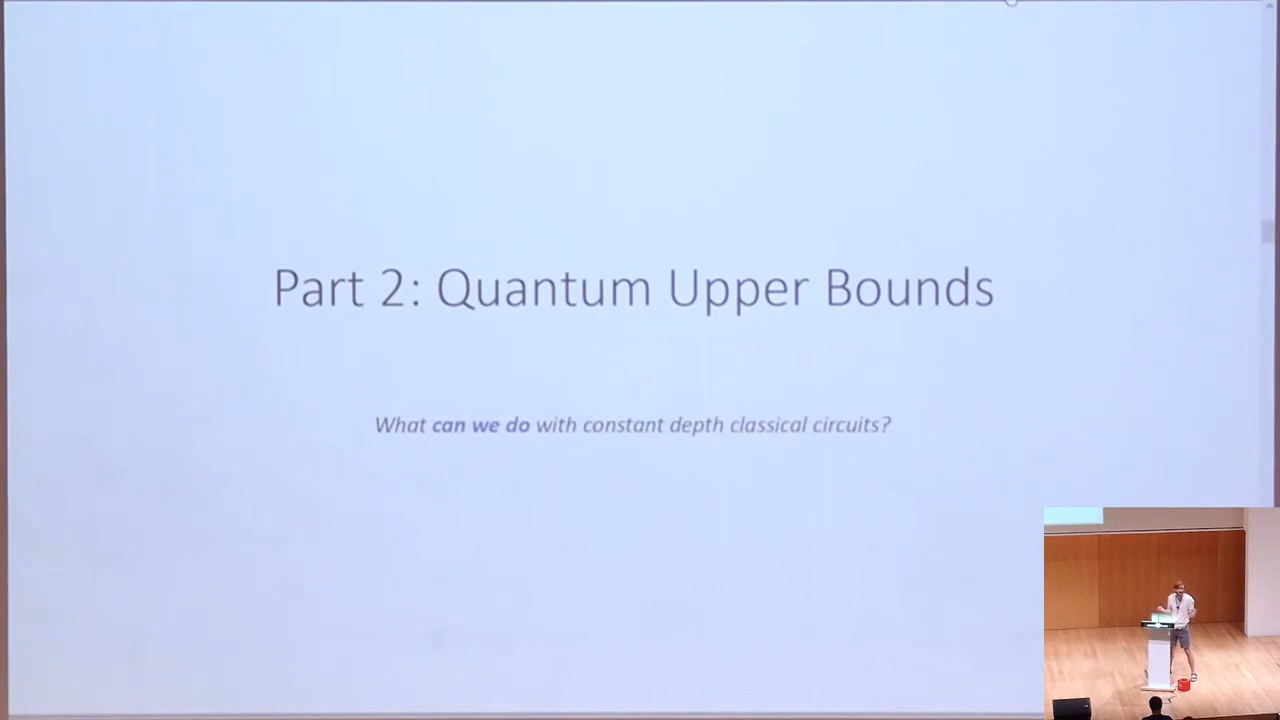 Part 2: Quantum Upper Bounds
What can we do with constant depth classical circuits?